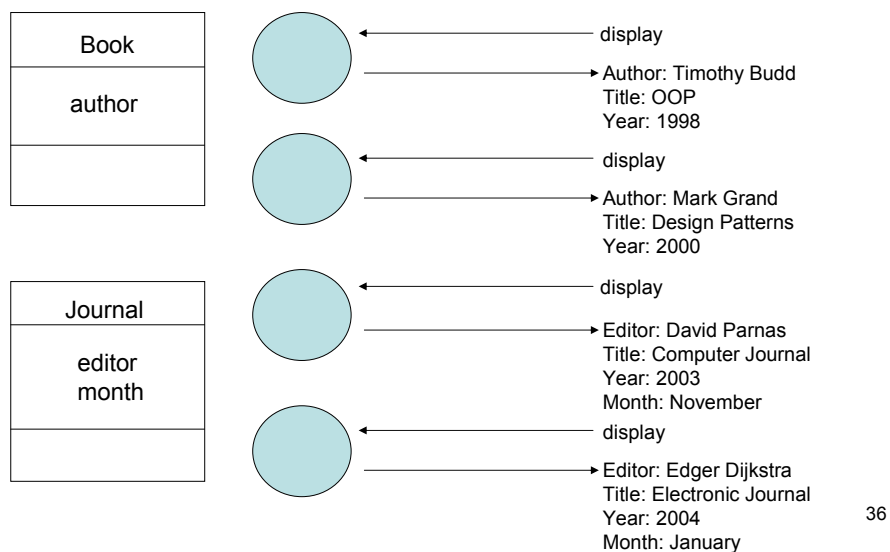 Book
author
display
Author: Timothy Budd
Title: OOP
Year: 1998
display
Author: Mark Grand
Title: Design Patterns
Year: 2000
Journal
editor
month
display
Editor: David Parnas
Title: Computer Journal
Year: 2003
Month: November
display
Editor: Edger Dijkstra
Title: Electronic Journal
Year: 2004
Month: January
36